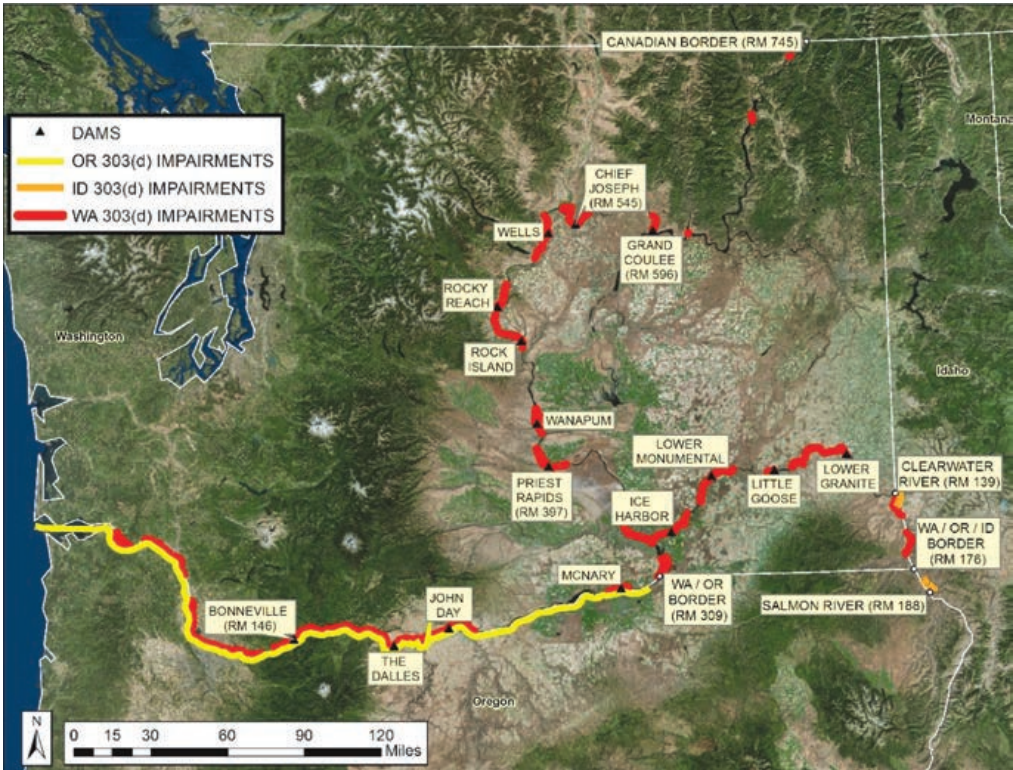 CANADIAN BORDER (RM 745)
Montana
DAMS
OR 303(d) IMPAIRMENTS
ID 303(d) IMPAIRMENTS
WA 303(d) IMPAIRMENTS
CHIEF
JOSEPH
(RM 545)
WELLS
GRAND
COULEE
(RM 596)
ROCKY
REACH
Washington
ROCK
ISLAND
Idaho
WANAPUM
LOWER
MONUMENTAL
PRIEST
RAPIDS
(RM 397)
ICE
HARBOR
LITTLE
GOOSE
LOWER
GRANITE
CLEARWATER
RIVER (RM 139)
WA / OR / ID
BORDER
(RM 176)
MCNARY
WA / OR
BORDER
(RM 309)
SALMON RIVER (RM 188)
JOHN
DAY
BONNEVILLE
(RM 146)
THE
DALLES
Oregon
N
0 15 30 60 90 120
Miles